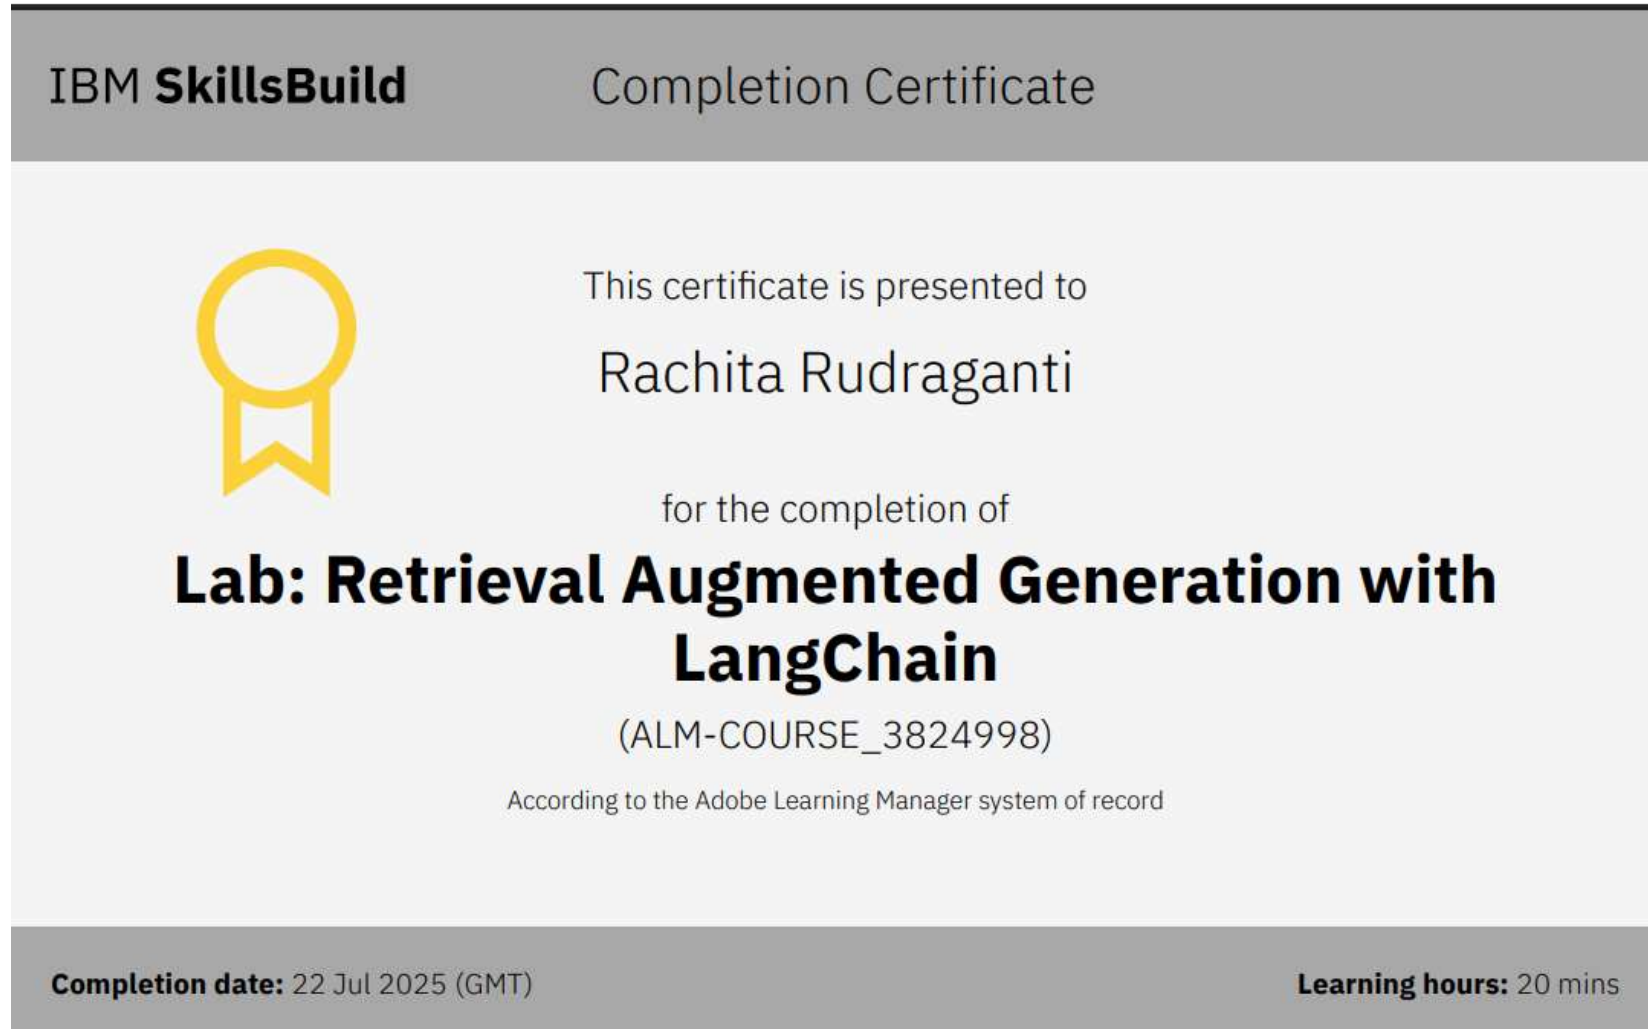 IBM SkillsBuild
Completion Certificate
This certificate is presented to
Rachita Rudraganti
for the completion of
Lab: Retrieval Augmented Generation with
LangChain
(ALM-COURSE_3824998)
According to the Adobe Learning Manager system of record
Completion date: 22 Jul 2025 (GMT)
Learning hours: 20 mins